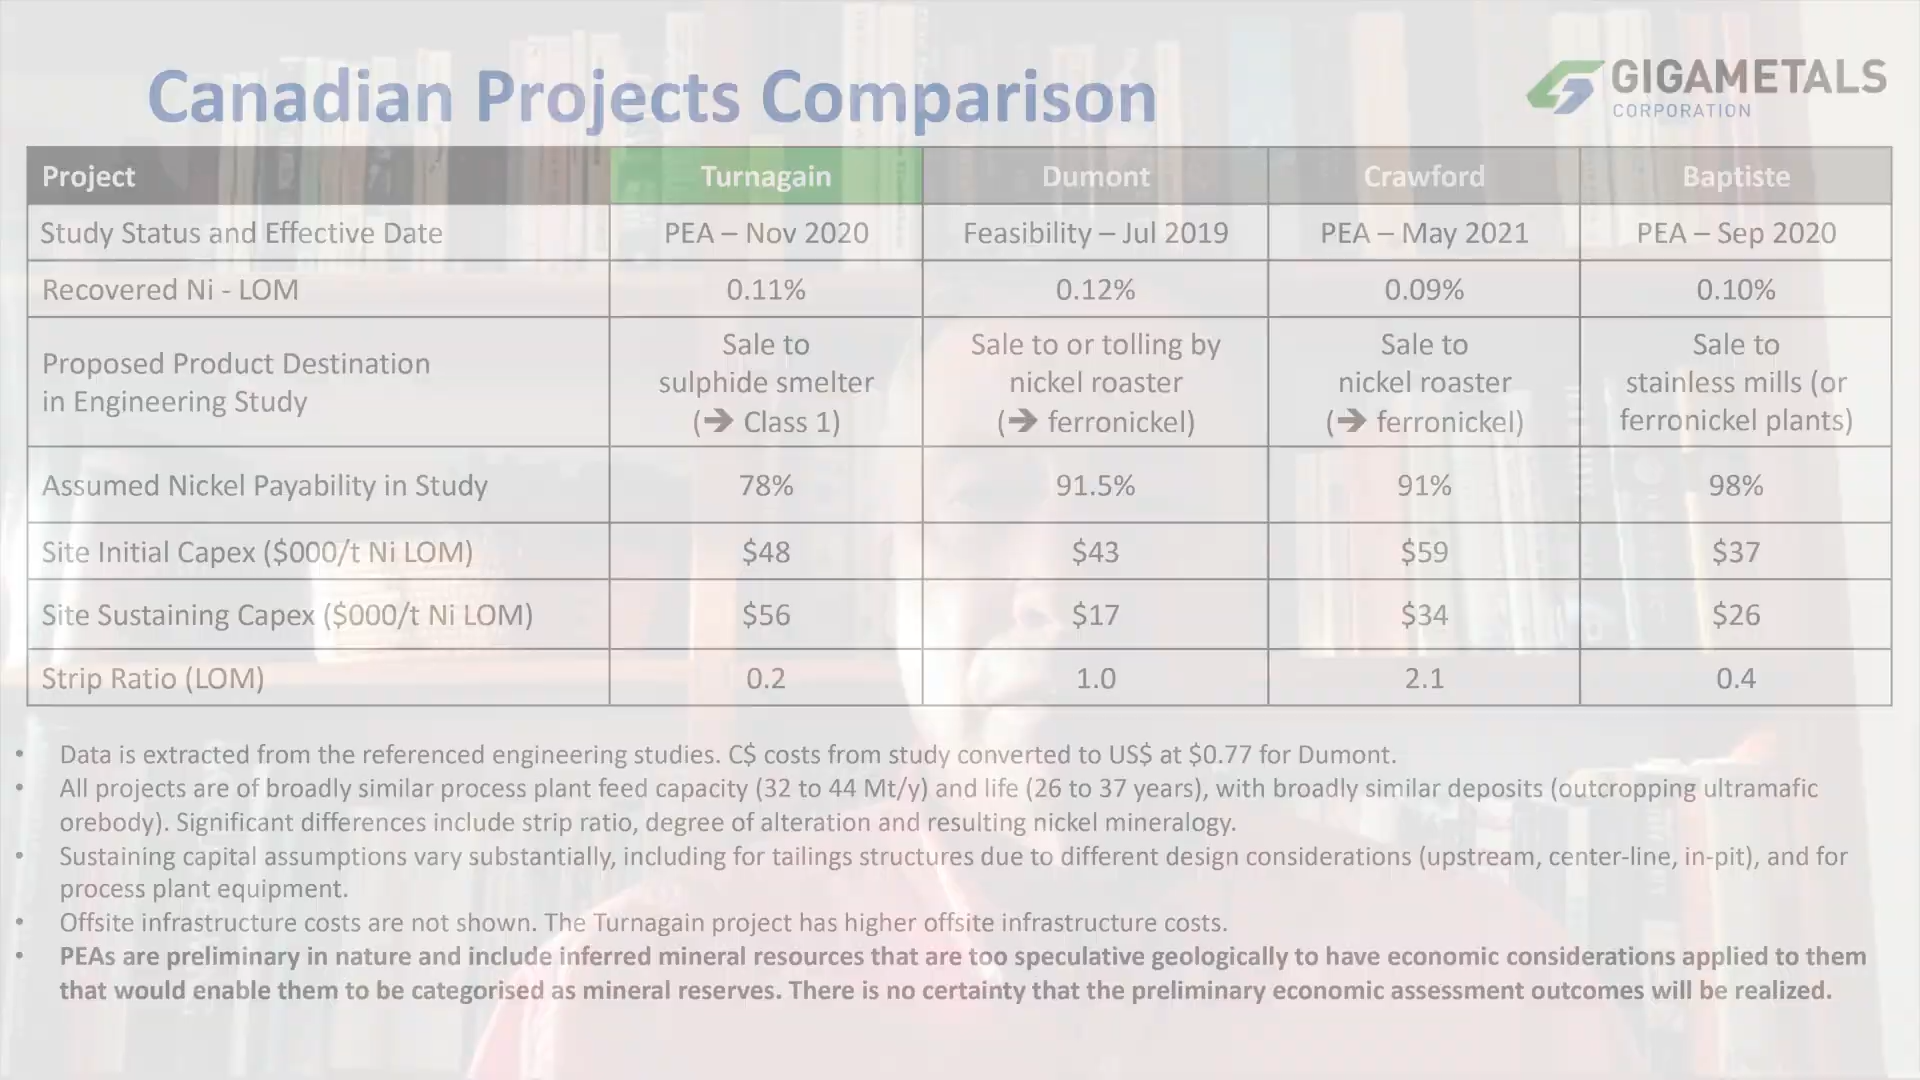 Canadian Projects Comparison
GIGAMETALS
CORPORATION
Project Turnagain Dumont Crawford Baptiste
Study Status and Effective Date PEA – Nov 2020 Feasibility – Jul 2019 PEA – May 2021 PEA – Sep 2020
Recovered Ni - LOM 0.11% 0.12% 0.09% 0.10%
Proposed Product Destination
in Engineering Study
Sale to
sulphide smelter
(➔ Class 1)
Sale to or tolling by
nickel roaster
(➔ ferronickel)
Sale to
nickel roaster
(➔ ferronickel)
Sale to
stainless mills (or
ferronickel plants)
Assumed Nickel Payability in Study 78% 91.5% 91% 98%
Site Initial Capex ($000/t Ni LOM) $48 $43 $59 $37
Site Sustaining Capex ($000/t Ni LOM) $56 $17 $34 $26
Strip Ratio (LOM) 0.2 1.0 2.1 0.4
• Data is extracted from the referenced engineering studies. C$ costs from study converted to US$ at $0.77 for Dumont.
• All projects are of broadly similar process plant feed capacity (32 to 44 Mt/y) and life (26 to 37 years), with broadly similar deposits (outcropping ultramafic
orebody). Significant differences include strip ratio, degree of alteration and resulting nickel mineralogy.
• Sustaining capital assumptions vary substantially, including for tailings structures due to different design considerations (upstream, center-line, in-pit), and for
process plant equipment.
• Offsite infrastructure costs are not shown. The Turnagain project has higher offsite infrastructure costs.
• PEAs are preliminary in nature and include inferred mineral resources that are too speculative geologically to have economic considerations applied to them
that would enable them to be categorised as mineral reserves. There is no certainty that the preliminary economic assessment outcomes will be realized.